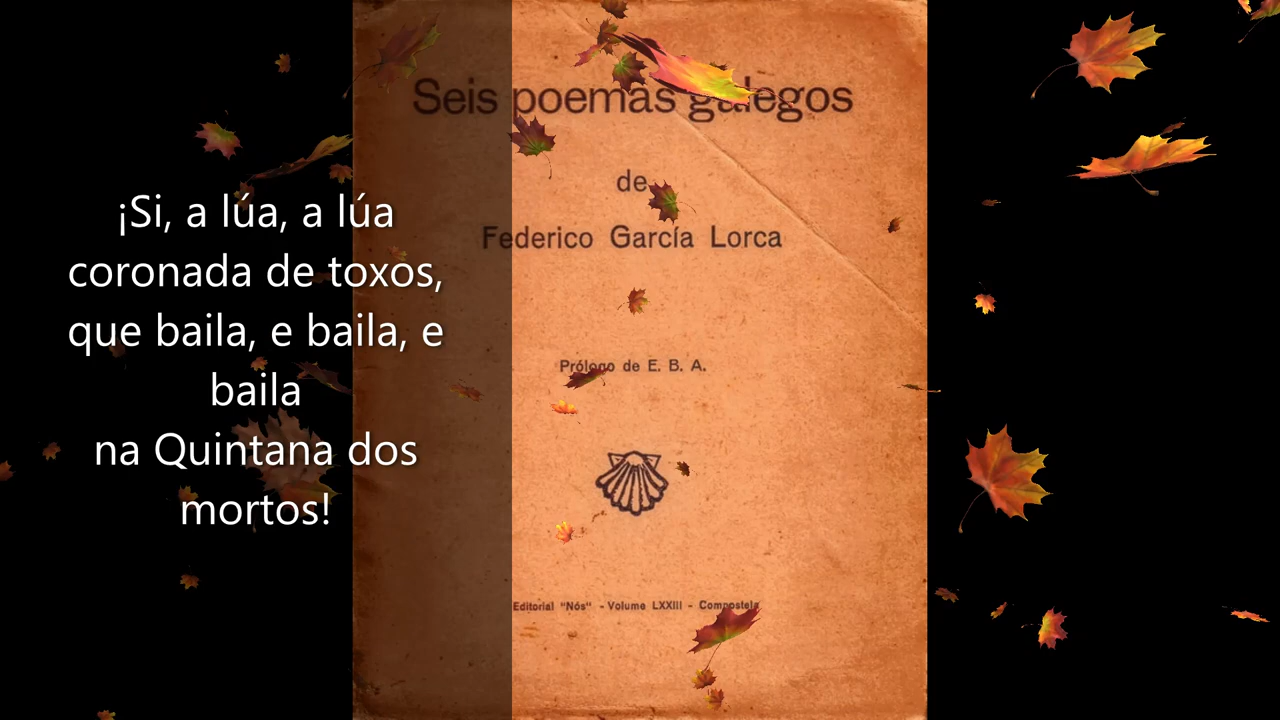 ¡Si, a lúa, a lúa
coronada de toxos,
que baila, e baila, e
baila
na Quintana dos
mortos!
Seis poemas galegos
de
Federico García Lorca
Prólogo de E. B. A.
Editorial "Nós" - Volume LXXIII - Compostela